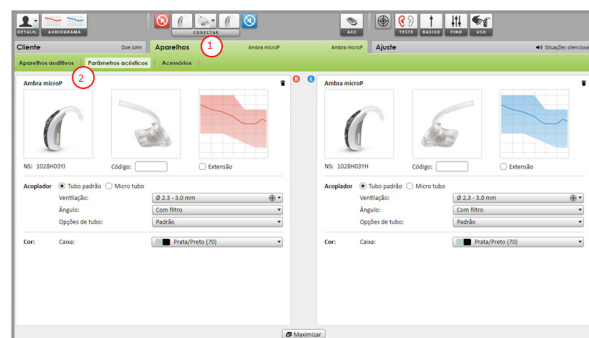 DETALH. AUDIOGRAMA CONECTAR ACC TESTE BASICO FINO USO
Cliente Doe John Aparelhos 1 Ambra microP Ambra microP Ajuste Situações silenciosa
Aparelhos auditivos Parâmetros acústicos Acessórios
2
Ambra microP R L Ambra microP
NS: 1028H03YJ Código: Extensão NS: 1028H03YH Código: Extensão
Acoplador Tubo padrão Micro tubo Acoplador Tubo padrão Micro tubo
Ventilação: Ø 2.3 - 3.0 mm Ventilação: Ø 2.3 - 3.0 mm
Ângulo: Com filtro Ângulo: Com filtro
Opções de tubo: Padrão Opções de tubo: Padrão
Cor: Caixa: Prata/Preto (70) Cor: Caixa: Prata/Preto (70)
Maximizar